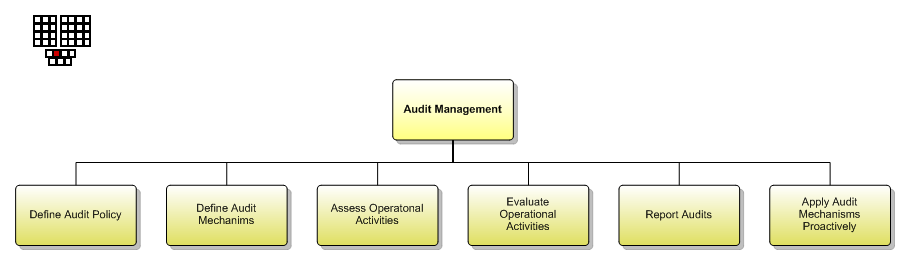 Audit Management
Define Audit Policy
Define Audit
Mechanims
Assess Operatonal
Activities
Evaluate
Operational
Activities
Report Audits
Apply Audit
Mechanisms
Proactively